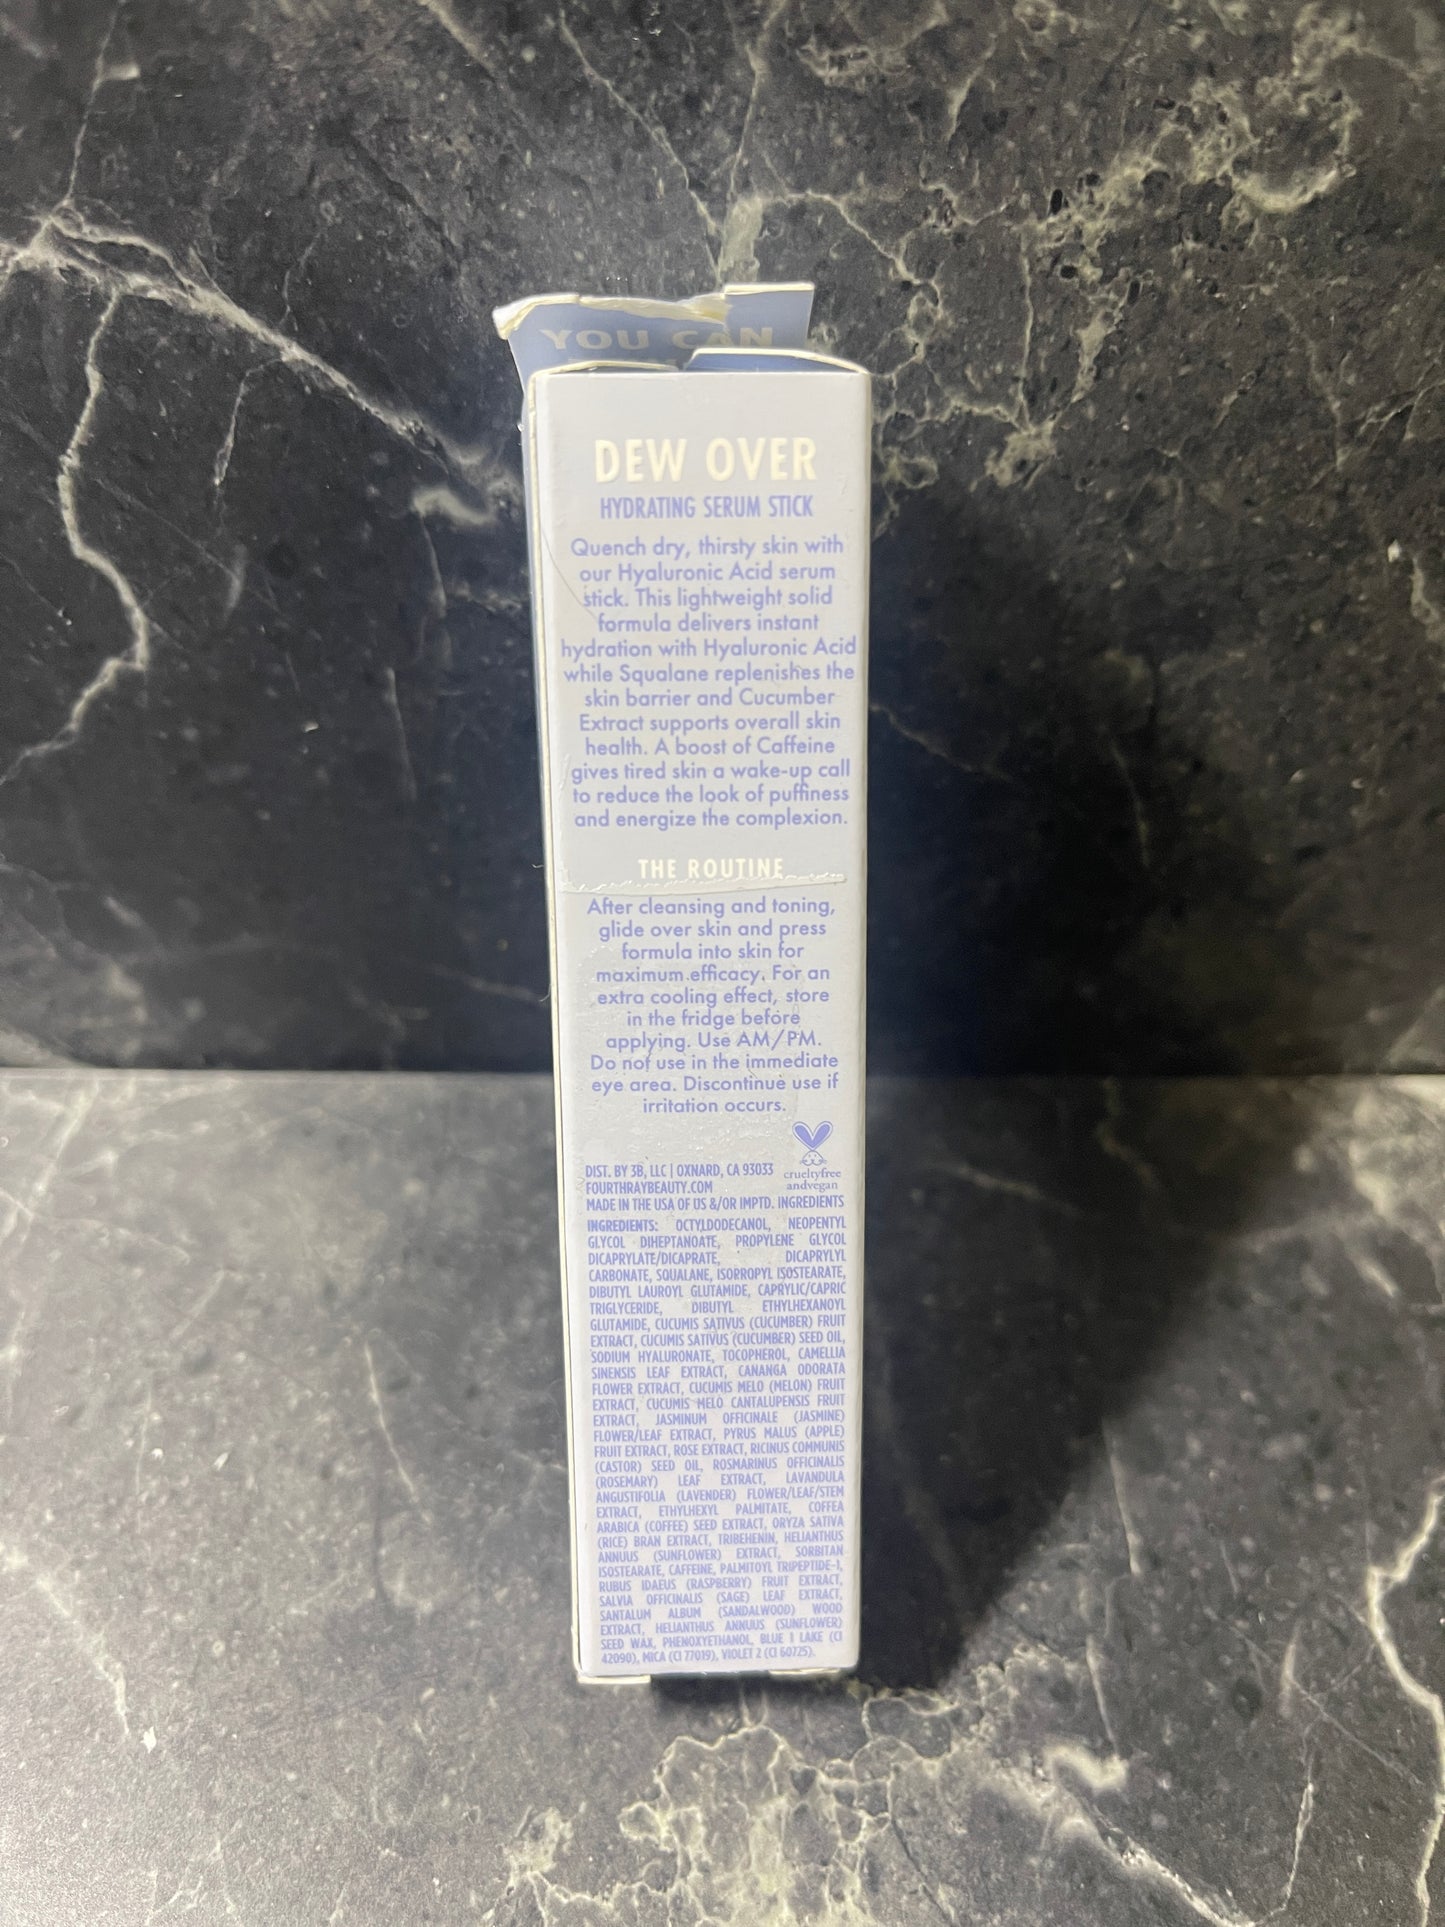 YOU CAN
DEW OVER
HYDRATING SERUM STICK
Quench dry, thirsty skin with
our Hyaluronic Acid serum
stick. This lightweight solid
formula delivers instant
hydration with Hyaluronic Acid
while Squalane replenishes the
skin barrier and Cucumber
Extract supports overall skin
health. A boost of Caffeine
gives tired skin a wake-up call
to reduce the look of puffiness
and energize the complexion.
THE ROUTINE
After cleansing and toning,
glide over skin and press
formula into skin for
maximum efficacy. For an
extra cooling effect, store
in the fridge before
applying. Use AM/PM.
Do not use in the immediate
eye area. Discontinue use if
irritation occurs.
crueltyfree
andvegan
DIST. BY 3B, LLC | OXNARD, CA 93033
FOURTHRAYBEAUTY.COM
MADE IN THE USA OF US &/OR IMPTD. INGREDIENTS
INGREDIENTS: OCTYLDODECANOL, NEOPENTYL
GLYCOL DIHEPTANOATE, PROPYLENE GLYCOL
DICAPRYLATE/DICAPRATE, DICAPRYLYL
CARBONATE, SQUALANE, ISOPROPYL ISOSTEARATE,
DIBUTYL LAUROYL GLUTAMIDE, CAPRYLIC/CAPRIC
TRIGLYCERIDE, DIBUTYL ETHYLHEXANOYL
GLUTAMIDE, CUCUMIS SATIVUS (CUCUMBER) FRUIT
EXTRACT, CUCUMIS SATIVUS (CUCUMBER) SEED OIL,
SODIUM HYALURONATE, TOCOPHEROL, CAMELLIA
SINENSIS LEAF EXTRACT, CANANGA ODORATA
FLOWER EXTRACT, CUCUMIS MELO (MELON) FRUIT
EXTRACT, CUCUMIS MELO CANTALUPENSIS FRUIT
EXTRACT, JASMINUM OFFICINALE (JASMINE)
FLOWER/LEAF EXTRACT, PYRUS MALUS (APPLE)
FRUIT EXTRACT, ROSE EXTRACT, RICINUS COMMUNIS
(CASTOR) SEED OIL, ROSMARINUS OFFICINALIS
(ROSEMARY) LEAF EXTRACT, LAVANDULA
ANGUSTIFOLIA (LAVENDER) FLOWER/LEAF/STEM
EXTRACT, ETHYLHEXYL PALMITATE, COFFEA
ARABICA (COFFEE) SEED EXTRACT, ORYZA SATIVA
(RICE) BRAN EXTRACT, TRIBEHENIN, HELIANTHUS
ANNUUS (SUNFLOWER) EXTRACT, SORBITAN
ISOSTEARATE, CAFFEINE, PALMITOYL TRIPEPTIDE-1,
RUBUS IDAEUS (RASPBERRY) FRUIT EXTRACT,
SALVIA OFFICINALIS (SAGE) LEAF EXTRACT,
SANTALUM ALBUM (SANDALWOOD) WOOD
EXTRACT, HELIANTHUS ANNUUS (SUNFLOWER)
SEED WAX, PHENOXYETHANOL, BLUE 1 LAKE (CI
42090), MICA (CI 77019), VIOLET 2 (CI 60725).